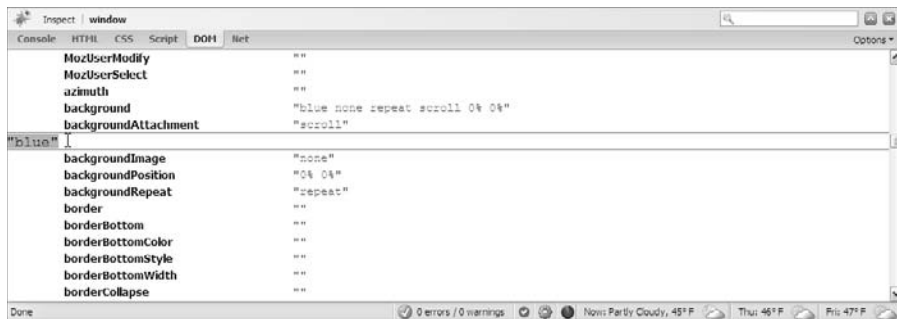 Inspect | window
Console HTML CSS Script DOM Net Options
MozUserModify ""
MozUserSelect ""
azimuth ""
background "blue none repeat scroll 0% 0%"
backgroundAttachment "scroll"
"blue"
backgroundImage "none"
backgroundPosition "0% 0%"
backgroundRepeat "repeat"
border ""
borderBottom ""
borderBottomColor ""
borderBottomStyle ""
borderBottomWidth ""
borderCollapse ""
Done 0 errors / 0 warnings Now: Partly Cloudy, 45° F Thu: 46° F Fri: 47° F